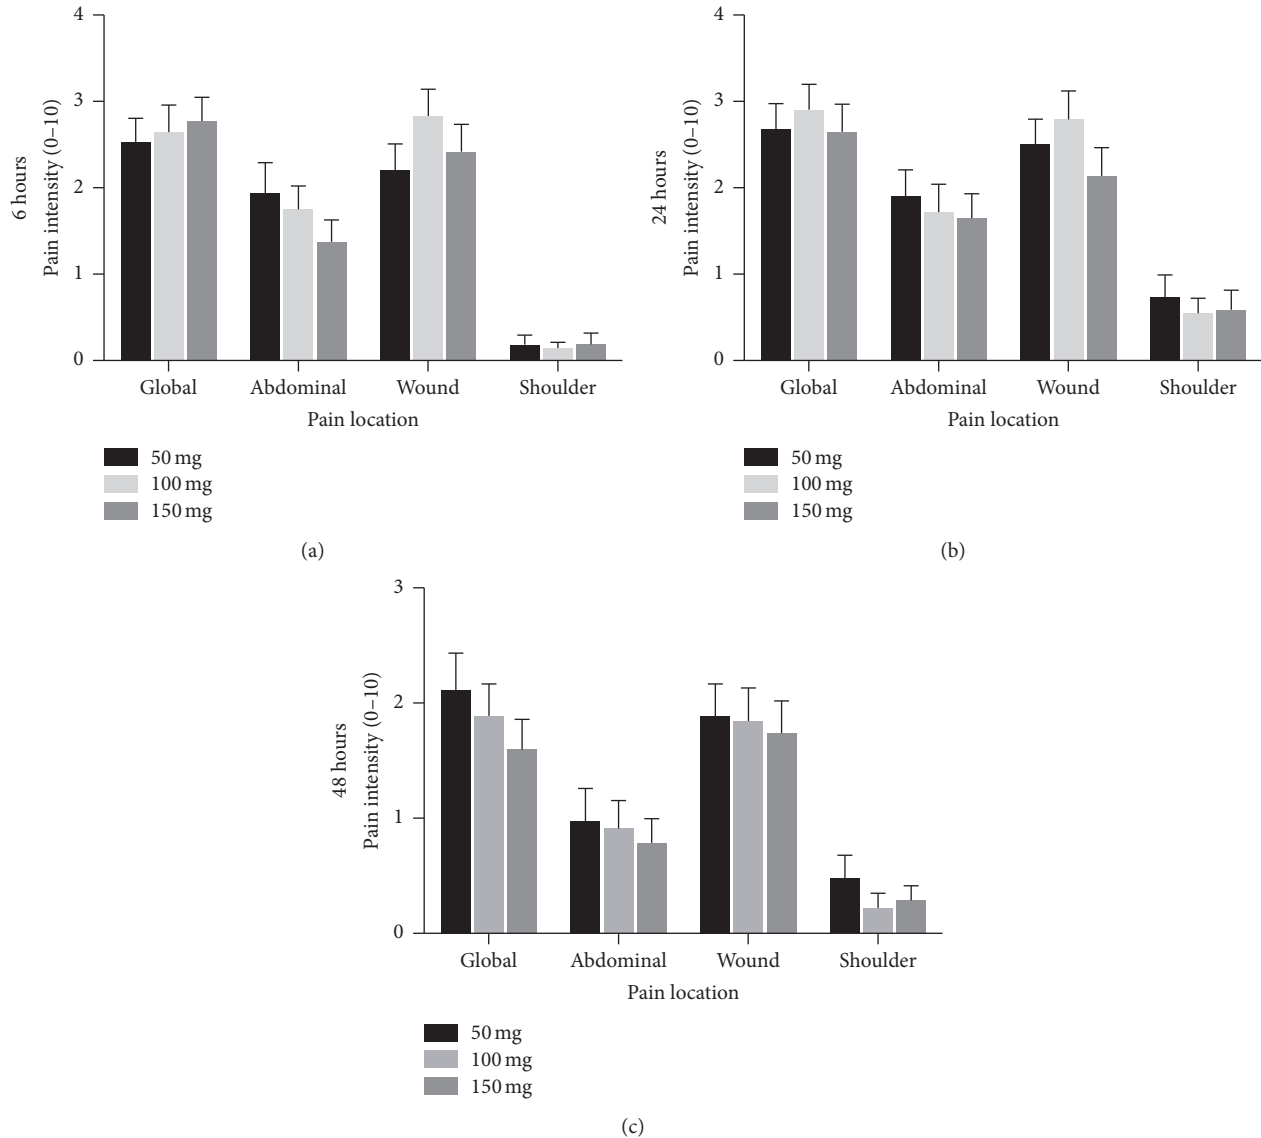 4
3
2
1
0
6 hours
Pain intensity (0–10)
Global Abdominal Wound Shoulder
Pain location
50 mg
100 mg
150 mg
(a)
4
3
2
1
0
24 hours
Pain intensity (0–10)
Global Abdominal Wound Shoulder
Pain location
50 mg
100 mg
150 mg
(b)
3
2
1
0
48 hours
Pain intensity (0–10)
Global Abdominal Wound Shoulder
Pain location
50 mg
100 mg
150 mg
(c)